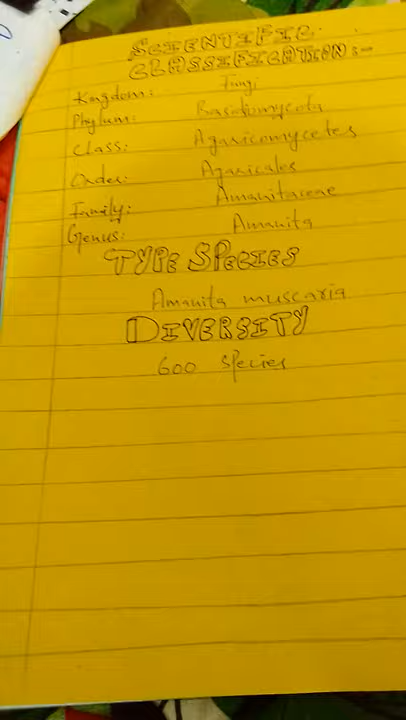 SCIENTIFIC
CLASSIFICATION:-
Kingdom: Fungi
Phylum: Basidiomycota
Class: Agaricomycetes
Order: Agaricales
Family: Amanitaceae
Genus: Amanita
TYPE SPECIES
Amanita muscaria
DIVERSITY
600 species